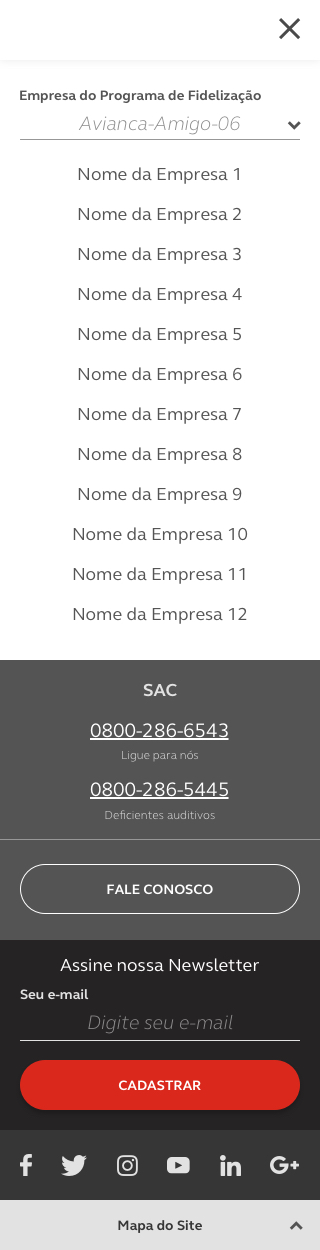 Empresa do Programa de Fidelização
Avianca-Amigo-06
Nome da Empresa 1
Nome da Empresa 2
Nome da Empresa 3
Nome da Empresa 4
Nome da Empresa 5
Nome da Empresa 6
Nome da Empresa 7
Nome da Empresa 8
Nome da Empresa 9
Nome da Empresa 10
Nome da Empresa 11
Nome da Empresa 12
SAC
0800-286-6543
Ligue para nós
0800-286-5445
Deficientes auditivos
FALE CONOSCO
Assine nossa Newsletter
Seu e-mail
Digite seu e-mail
CADASTRAR
Mapa do Site